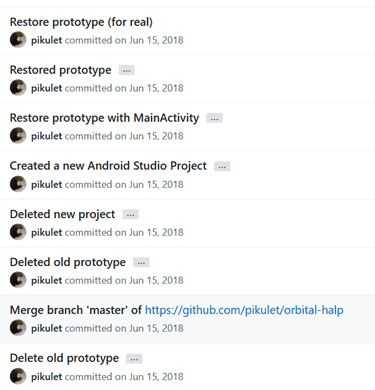 Restore prototype (for real)
pikulet committed on Jun 15, 2018
Restored prototype ...
pikulet committed on Jun 15, 2018
Restore prototype with MainActivity ...
pikulet committed on Jun 15, 2018
Created a new Android Studio Project ...
pikulet committed on Jun 15, 2018
Deleted new project ...
pikulet committed on Jun 15, 2018
Deleted old prototype ...
pikulet committed on Jun 15, 2018
Merge branch 'master' of https://github.com/pikulet/orbital-halp
pikulet committed on Jun 15, 2018
Delete old prototype ...
pikulet committed on Jun 15, 2018